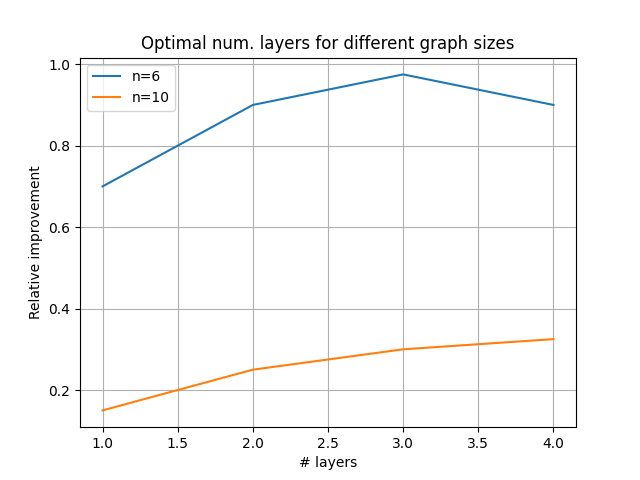 Optimal num. layers for different graph sizes
n=6
n=10
Relative improvement
1.0
0.8
0.6
0.4
0.2
1.0 1.5 2.0 2.5 3.0 3.5 4.0
# layers